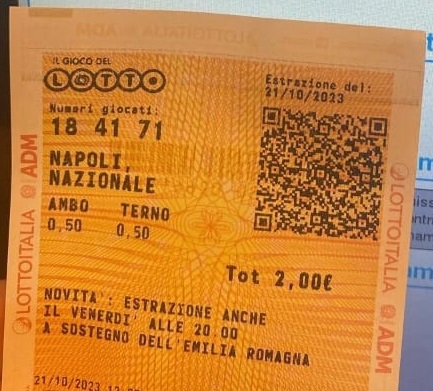 IL GIOCO DEL
LOTTO
Estrazione del:
21/10/2023
Numeri giocati:
18 41 71
NAPOLI,
NAZIONALE
AMBO TERNO
0,50 0,50
Tot 2,00€
NOVITA': ESTRAZIONE ANCHE
IL VENERDI' ALLE 20.00
A SOSTEGNO DELL'EMILIA ROMAGNA
21/10/2023
LOTTOITALIA ADM
LOTTOITALIA ADM